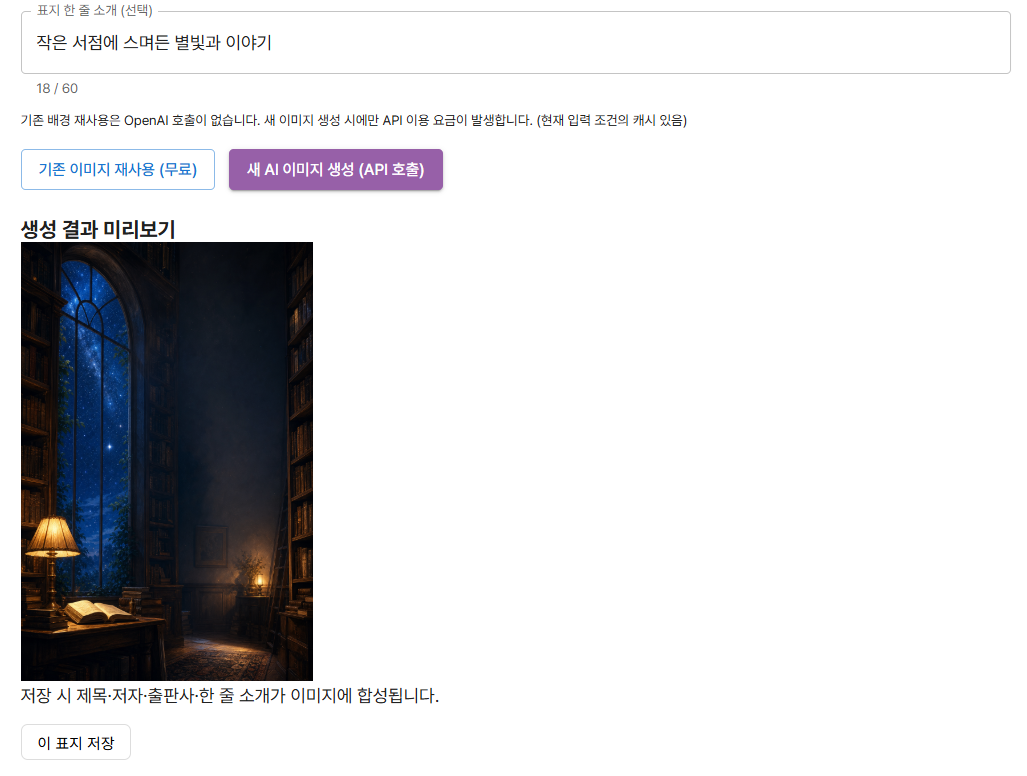 표지 한 줄 소개 (선택)
작은 서점에 스며든 별빛과 이야기
18 / 60
기존 배경 재사용은 OpenAI 호출이 없습니다. 새 이미지 생성 시에만 API 이용 요금이 발생합니다. (현재 입력 조건의 캐시 있음)
기존 이미지 재사용 (무료)
새 AI 이미지 생성 (API 호출)
생성 결과 미리보기
저장 시 제목·저자·출판사·한 줄 소개가 이미지에 합성됩니다.
이 표지 저장